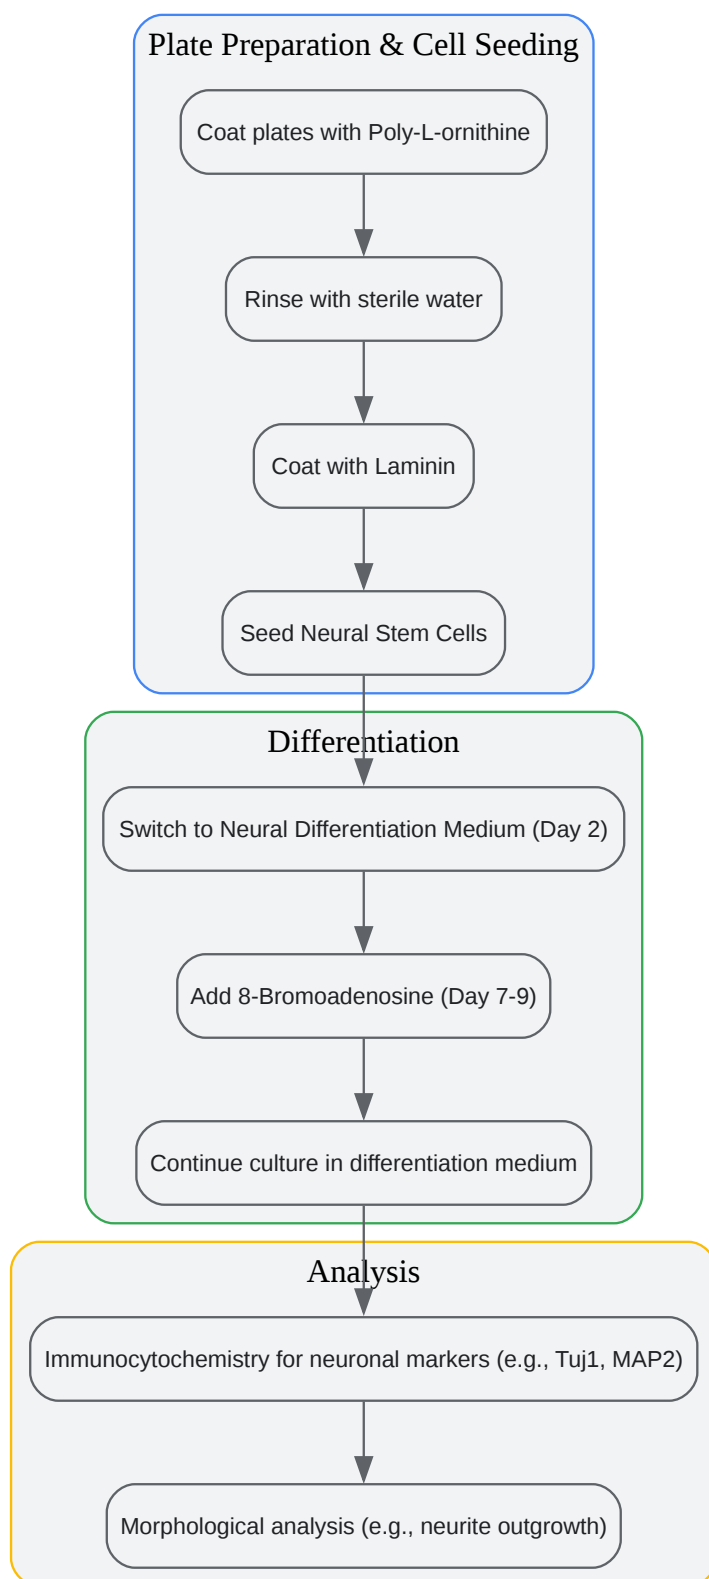 Plate Preparation & Cell Seeding
Coat plates with Poly-L-ornithine
Rinse with sterile water
Coat with Laminin
Seed Neural Stem Cells
Differentiation
Switch to Neural Differentiation Medium (Day 2)
Add 8-Bromoadenosine (Day 7-9)
Continue culture in differentiation medium
Analysis
Immunocytochemistry for neuronal markers (e.g., Tuj1, MAP2)
Morphological analysis (e.g., neurite outgrowth)